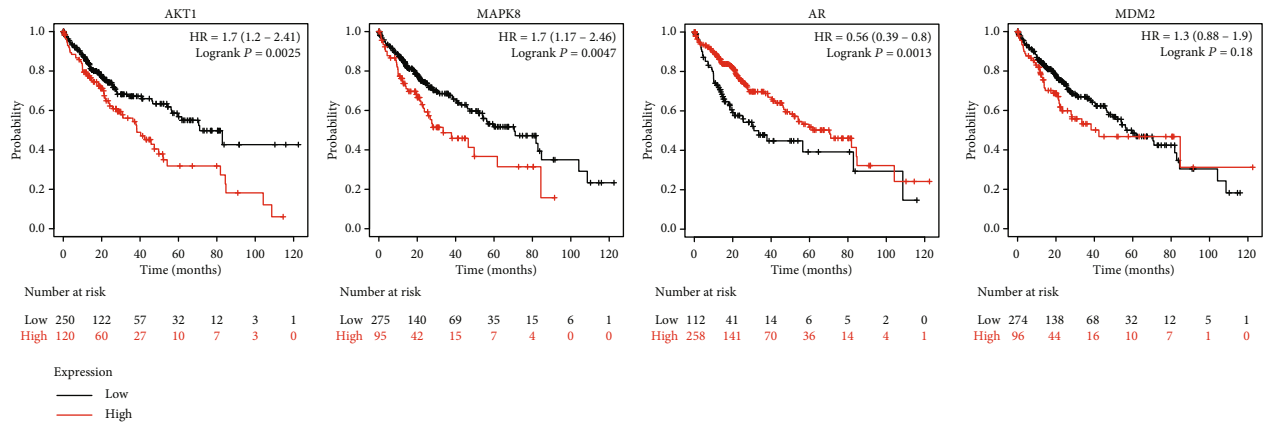 AKT1
HR = 1.7 (1.2 – 2.41)
Logrank P = 0.0025
1.0
0.8
0.6
0.4
0.2
0.0
Probability
0 20 40 60 80 100 120
Time (months)
Number at risk
Low 250 122 57 32 12 3 1
High 120 60 27 10 7 3 0
MAPK8
HR = 1.7 (1.17 – 2.46)
Logrank P = 0.0047
1.0
0.8
0.6
0.4
0.2
0.0
Probability
0 20 40 60 80 100 120
Time (months)
Number at risk
Low 275 140 69 35 15 6 1
High 95 42 15 7 4 0 0
AR
HR = 0.56 (0.39 – 0.8)
Logrank P = 0.0013
1.0
0.8
0.6
0.4
0.2
0.0
Probability
0 20 40 60 80 100 120
Time (months)
Number at risk
Low 112 41 14 6 5 2 0
High 258 141 70 36 14 4 1
MDM2
HR = 1.3 (0.88 – 1.9)
Logrank P = 0.18
1.0
0.8
0.6
0.4
0.2
0.0
Probability
0 20 40 60 80 100 120
Time (months)
Number at risk
Low 274 138 68 32 12 5 1
High 96 44 16 10 7 1 0
Expression
Low
High